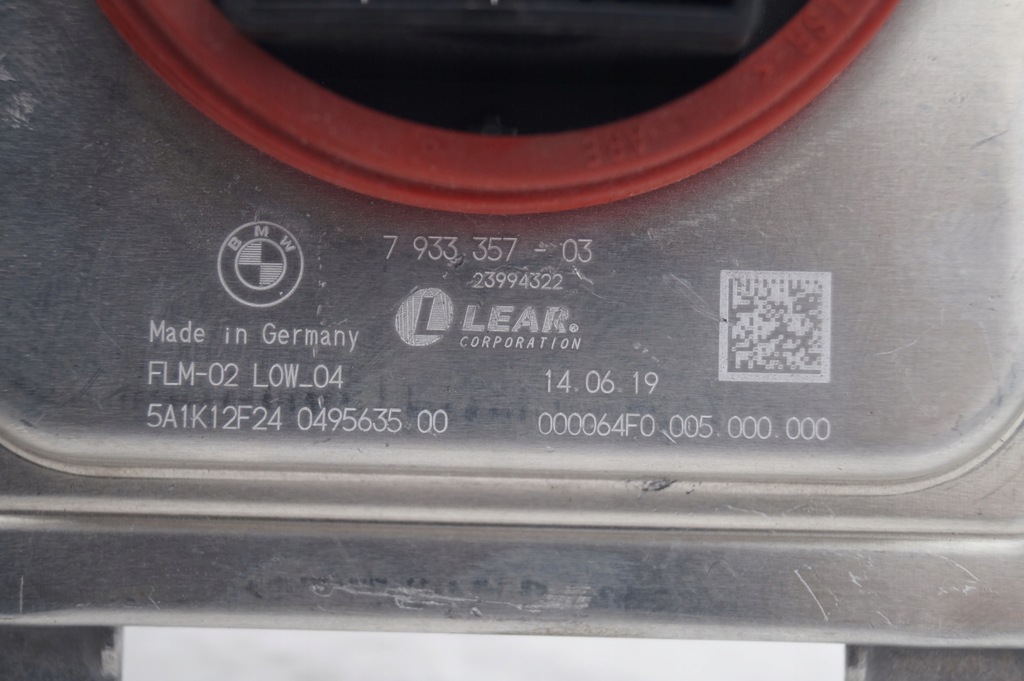 BMW
7 933 357 - 03
23994322
L LEAR®
CORPORATION
Made in Germany
FLM-02 LOW_04
14.06.19
5A1K12F24 0495635 00
000064F0 005 000 000